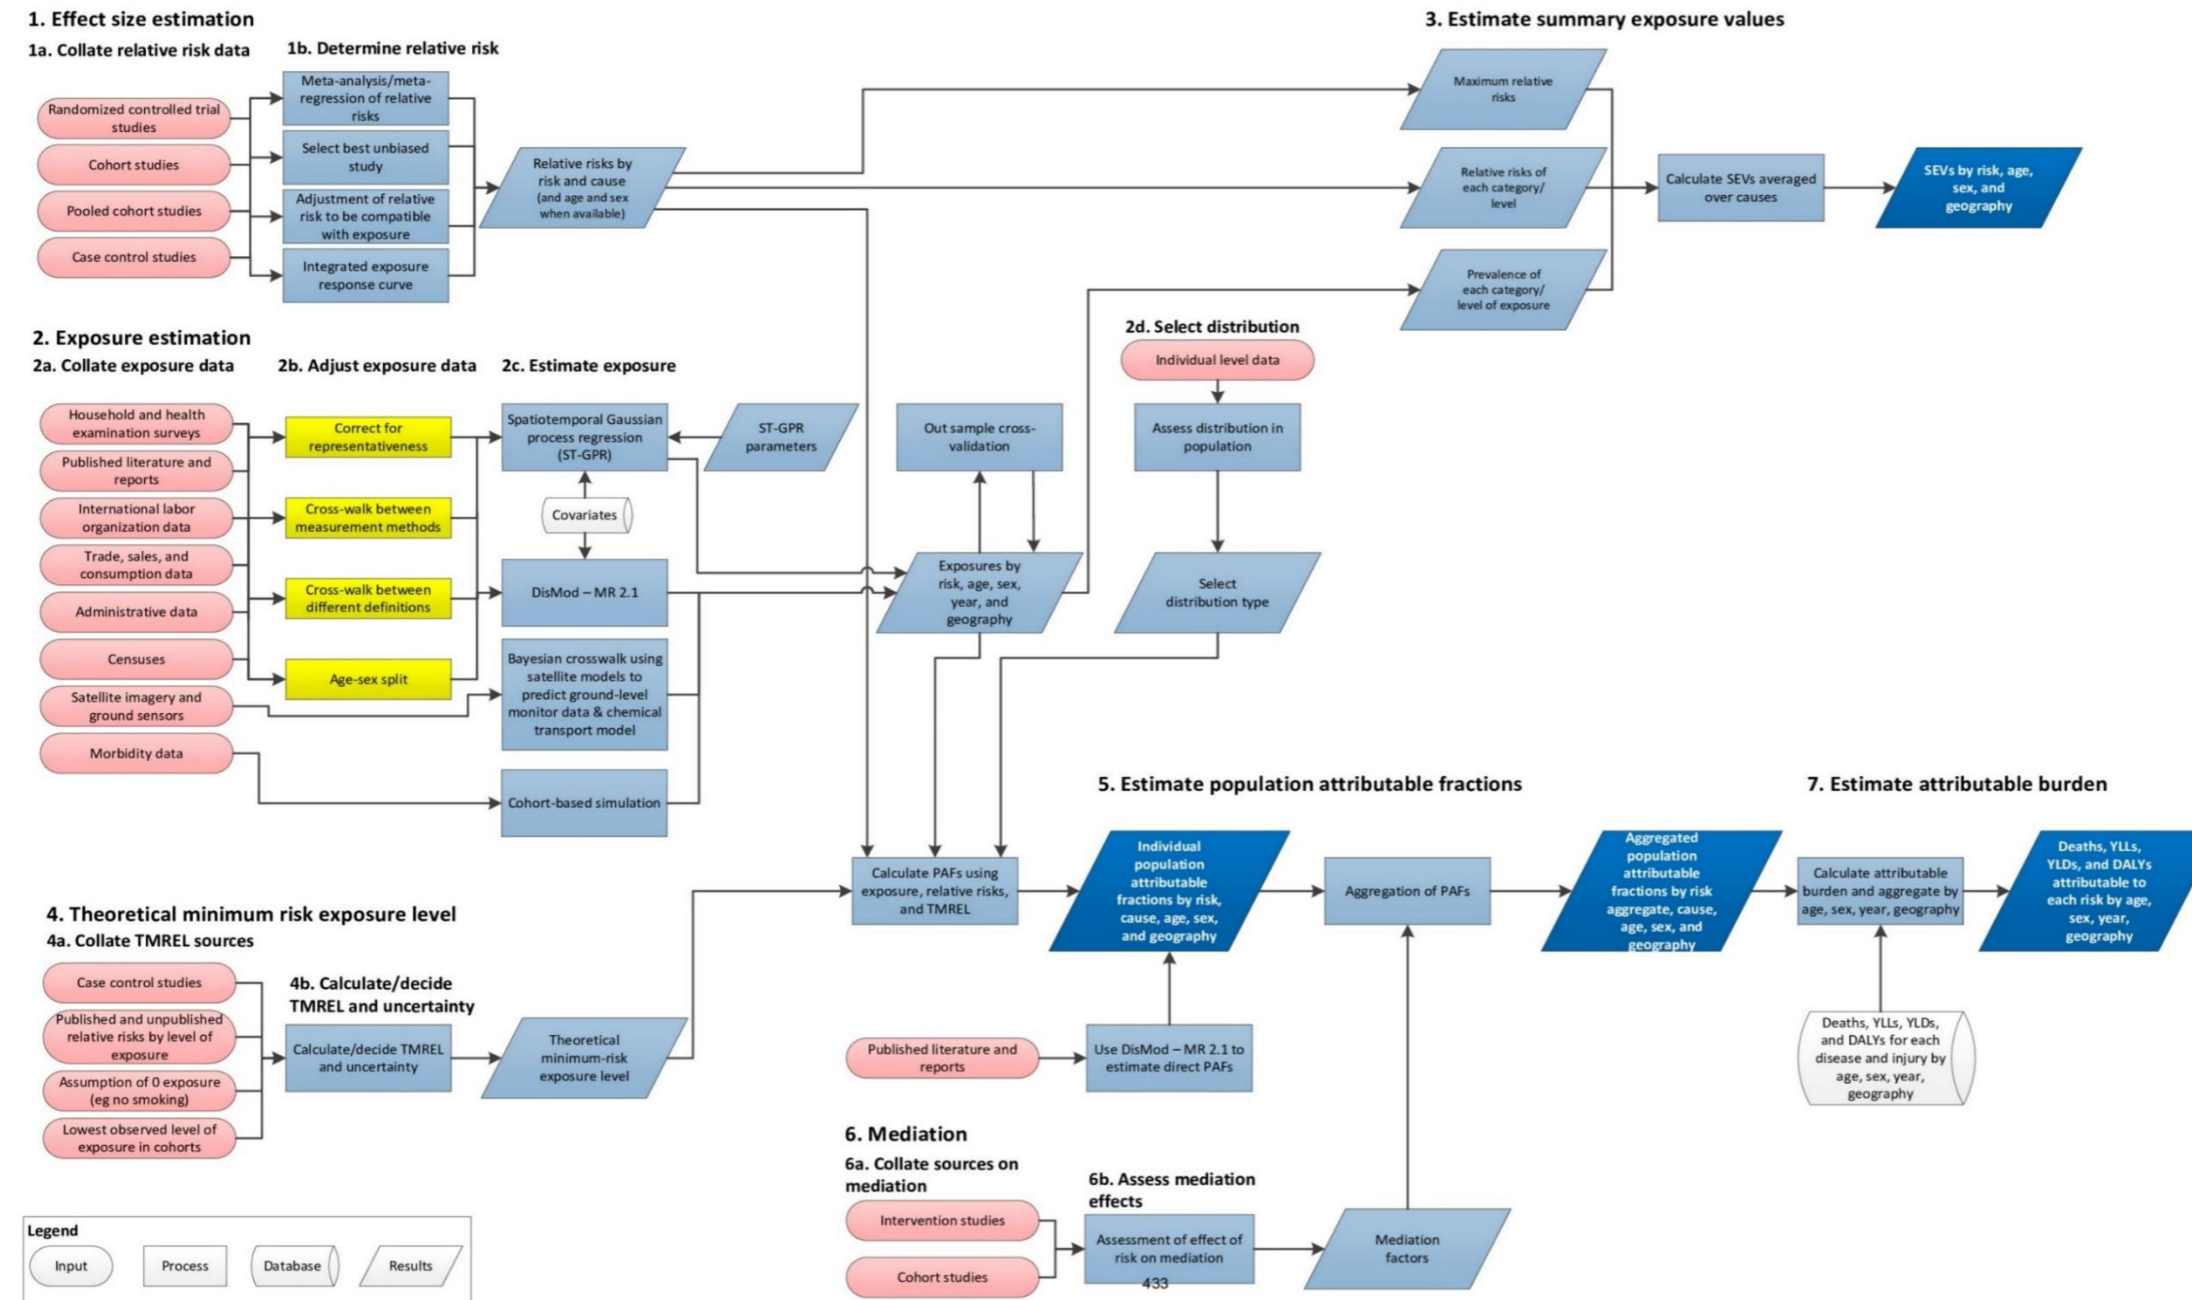 1. Effect size estimation
1a. Collate relative risk data
1b. Determine relative risk
Randomized controlled trial
studies
Cohort studies
Pooled cohort studies
Case control studies
Meta-analysis/meta-
regression of relative
risks
Select best unbiased
study
Adjustment of relative
risk to be compatible
with exposure
Integrated exposure
response curve
Relative risks by
risk and cause
(and age and sex
when available)
3. Estimate summary exposure values
Maximum relative
risks
Relative risks of
each category/
level
Prevalence of
each category/
level of exposure
Calculate SEVs averaged
over causes
SEVs by risk, age,
sex, and
geography
2. Exposure estimation
2a. Collate exposure data
2b. Adjust exposure data
2c. Estimate exposure
2d. Select distribution
Household and health
examination surveys
Published literature and
reports
International labor
organization data
Trade, sales, and
consumption data
Administrative data
Censuses
Satellite imagery and
ground sensors
Morbidity data
Correct for
representativeness
Cross-walk between
measurement methods
Cross-walk between
different definitions
Age-sex split
Spatiotemporal Gaussian
process regression
(ST-GPR)
ST-GPR
parameters
Covariates
DisMod – MR 2.1
Bayesian crosswalk using
satellite models to
predict ground-level
monitor data & chemical
transport model
Cohort-based simulation
Out sample cross-
validation
Exposures by
risk, age, sex,
year, and
geography
Individual level data
Assess distribution in
population
Select
distribution type
4. Theoretical minimum risk exposure level
4a. Collate TMREL sources
Case control studies
Published and unpublished
relative risks by level of
exposure
Assumption of 0 exposure
(eg no smoking)
Lowest observed level of
exposure in cohorts
4b. Calculate/decide
TMREL and uncertainty
Calculate/decide TMREL
and uncertainty
Theoretical
minimum-risk
exposure level
5. Estimate population attributable fractions
Calculate PAFs using
exposure, relative risks,
and TMREL
Individual
population
attributable
fractions by risk,
cause, age, sex,
and geography
Aggregation of PAFs
Aggregated
population
attributable
fractions by risk
aggregate, cause,
age, sex, and
geography
Published literature and
reports
Use DisMod – MR 2.1 to
estimate direct PAFs
7. Estimate attributable burden
Calculate attributable
burden and aggregate by
age, sex, year, geography
Deaths, YLLs,
YLDs, and DALYs
attributable to
each risk by age,
sex, year,
geography
Deaths, YLLs, YLDs,
and DALYs for each
disease and injury by
age, sex, year,
geography
6. Mediation
6a. Collate sources on
mediation
Intervention studies
Cohort studies
6b. Assess mediation
effects
Assessment of effect of
risk on mediation
Mediation
factors
Legend
Input
Process
Database
Results
433